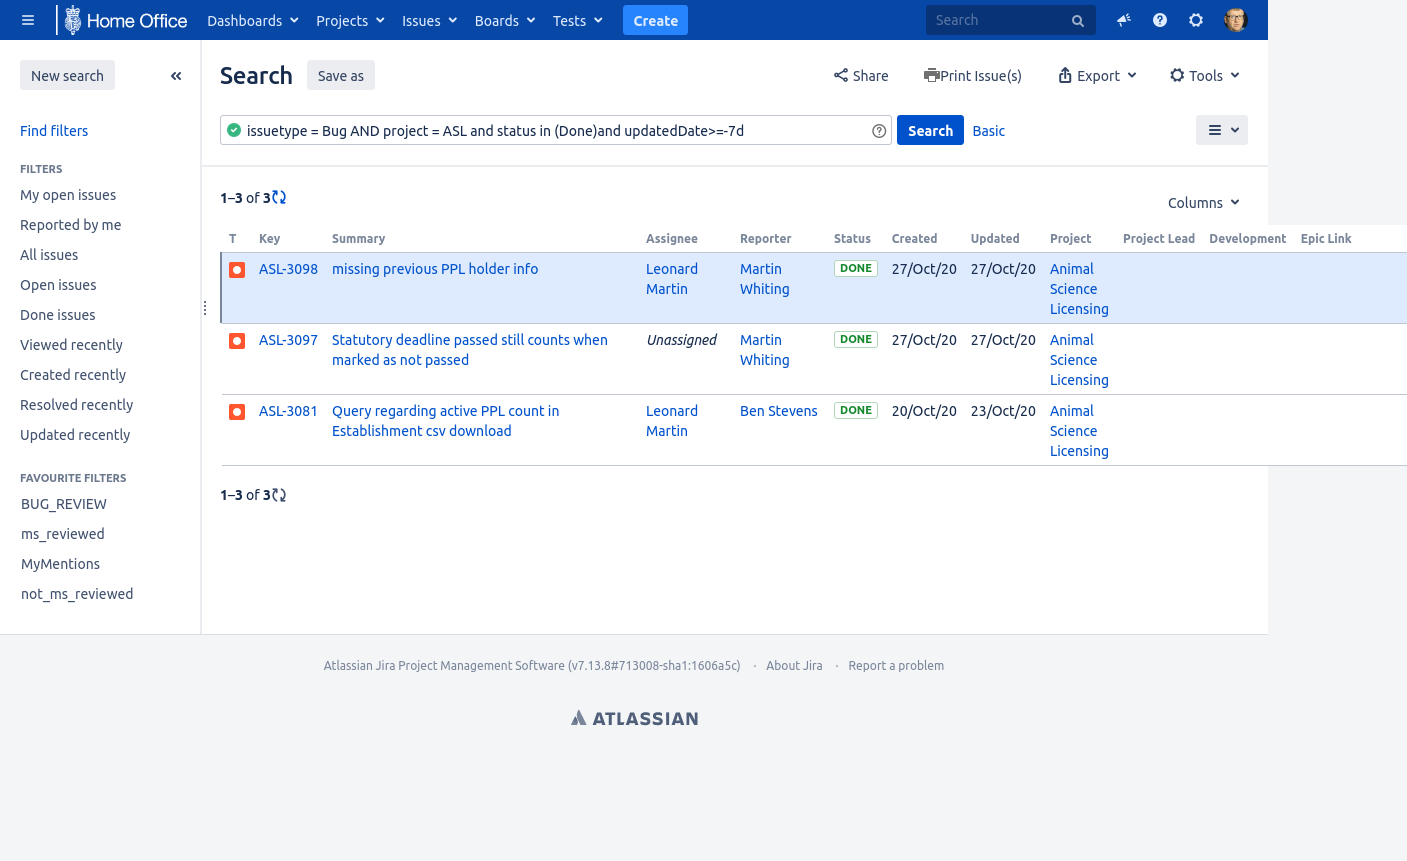 Home Office Dashboards Projects Issues Boards Tests Create Search
New search
Find filters
FILTERS
My open issues
Reported by me
All issues
Open issues
Done issues
Viewed recently
Created recently
Resolved recently
Updated recently
FAVOURITE FILTERS
BUG_REVIEW
ms_reviewed
MyMentions
not_ms_reviewed
Search Save as Share Print Issue(s) Export Tools
issuetype = Bug AND project = ASL and status in (Done)and updatedDate>=-7d Search Basic
1–3 of 3
Columns
T Key Summary Assignee Reporter Status Created Updated Project Project Lead Development Epic Link
ASL-3098 missing previous PPL holder info Leonard Martin DONE 27/Oct/20 27/Oct/20 Animal
Martin Whiting Science
Licensing
ASL-3097 Statutory deadline passed still counts when Unassigned Martin DONE 27/Oct/20 27/Oct/20 Animal
marked as not passed Whiting Science
Licensing
ASL-3081 Query regarding active PPL count in Leonard Ben Stevens DONE 20/Oct/20 23/Oct/20 Animal
Establishment csv download Martin Science
Licensing
1–3 of 3
Atlassian Jira Project Management Software (v7.13.8#713008-sha1:1606a5c) · About Jira · Report a problem
ATLASSIAN